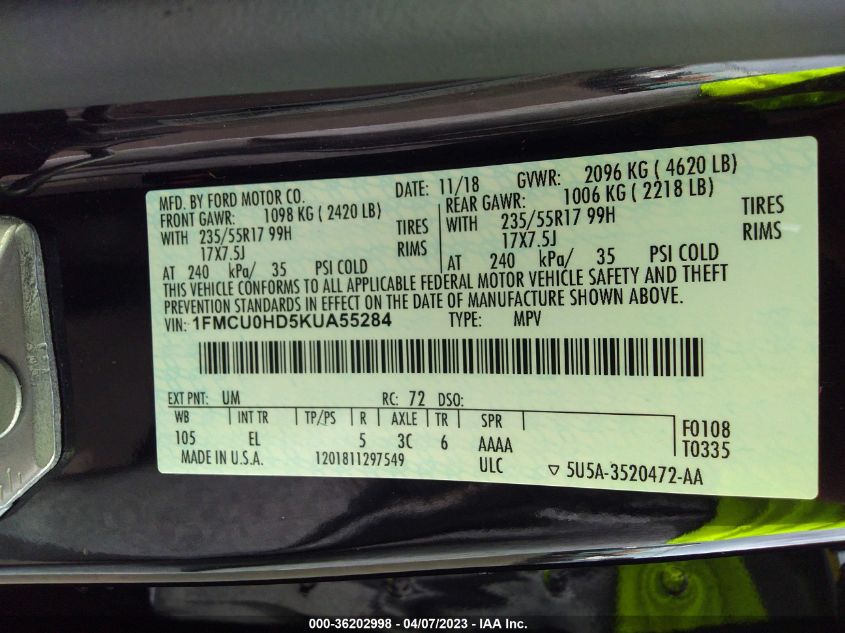 MFD. BY FORD MOTOR CO. DATE: 11/18 GVWR: 2096 KG ( 4620 LB)
FRONT GAWR: 1098 KG ( 2420 LB) REAR GAWR: 1006 KG ( 2218 LB)
WITH 235/55R17 99H TIRES WITH 235/55R17 99H TIRES
17X7.5J RIMS 17X7.5J RIMS
AT 240 kPa/ 35 PSI COLD AT 240 kPa/ 35 PSI COLD
THIS VEHICLE CONFORMS TO ALL APPLICABLE FEDERAL MOTOR VEHICLE SAFETY AND THEFT
PREVENTION STANDARDS IN EFFECT ON THE DATE OF MANUFACTURE SHOWN ABOVE.
VIN: 1FMCU0HD5KUA55284 TYPE: MPV
EXT PNT: UM RC: 72 DSO:
WB INT TR TP/PS R AXLE TR SPR F0108
105 EL 5 3C 6 AAAA T0335
MADE IN U.S.A. 1201811297549 ULC ▽ 5U5A-3520472-AA
000-36202998 - 04/07/2023 - IAA Inc.